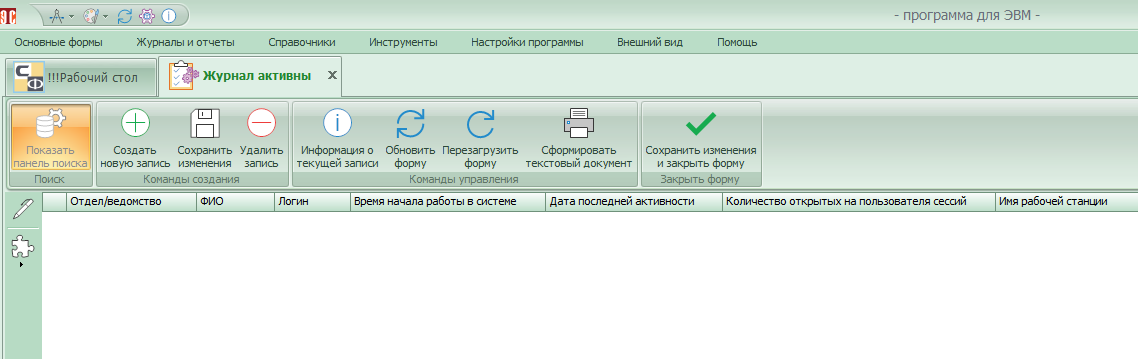 - программа для ЭВМ -
Основные формы Журналы и отчеты Справочники Инструменты Настройки программы Внешний вид Помощь
!!!Рабочий стол Журнал активны x
Показать панель поиска
Создать новую запись
Сохранить изменения
Удалить запись
Информация о текущей записи
Обновить форму
Перезагрузить форму
Сформировать текстовый документ
Сохранить изменения и закрыть форму
Поиск Команды создания Команды управления Закрыть форму
Отдел/ведомство ФИО Логин Время начала работы в системе Дата последней активности Количество открытых на пользователя сессий Имя рабочей станции